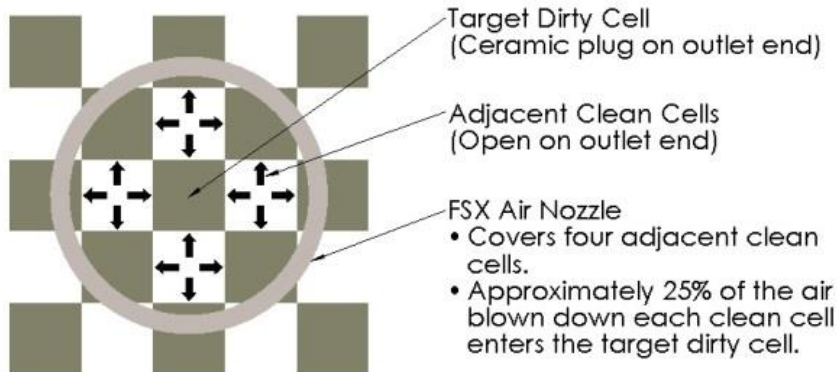 Target Dirty Cell
(Ceramic plug on outlet end)
Adjacent Clean Cells
(Open on outlet end)
FSX Air Nozzle
• Covers four adjacent clean
cells.
• Approximately 25% of the air
blown down each clean cell
enters the target dirty cell.